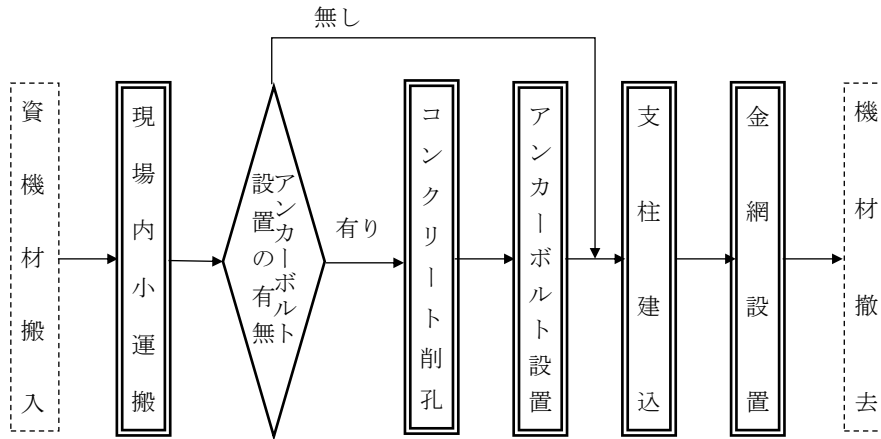 無し
資機材搬入
現場内小運搬
アンカーボルト
設置の有無
有り
コンクリート削孔
アンカーボルト設置
支柱建込
金網設置
機材撤去